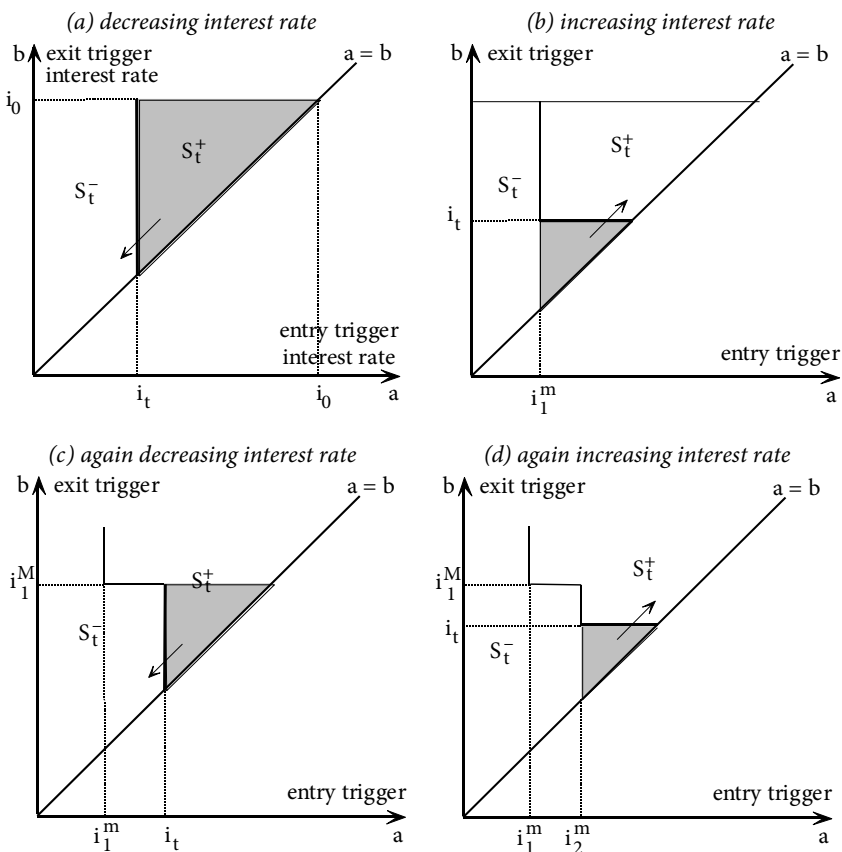 (a) decreasing interest rate
b exit trigger
interest rate
a = b
i₀
S_t^+
S_t^-
entry trigger
interest rate
i_t
i₀
a
(b) increasing interest rate
b exit trigger
a = b
S_t^+
S_t^-
i_t
entry trigger
i_1^m
a
(c) again decreasing interest rate
b exit trigger
a = b
i_1^M
S_t^+
S_t^-
entry trigger
i_1^m
i_t
a
(d) again increasing interest rate
b exit trigger
a = b
S_t^+
i_1^M
i_t
S_t^-
entry trigger
i_1^m
i_2^m
a